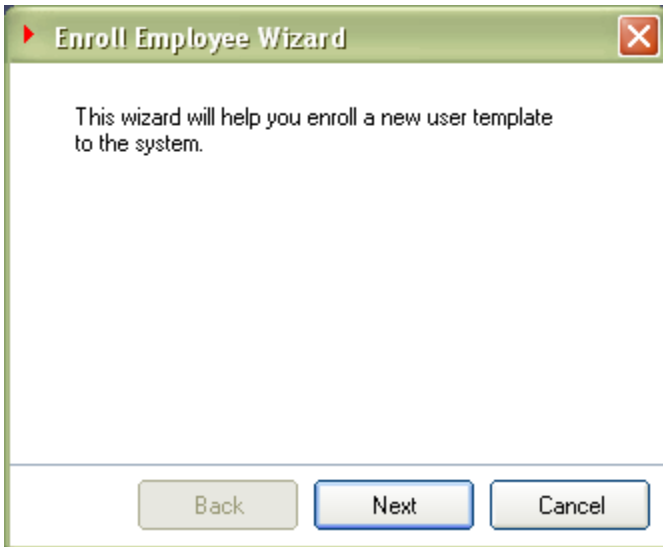 Enroll Employee Wizard
This wizard will help you enroll a new user template
to the system.
Back Next Cancel